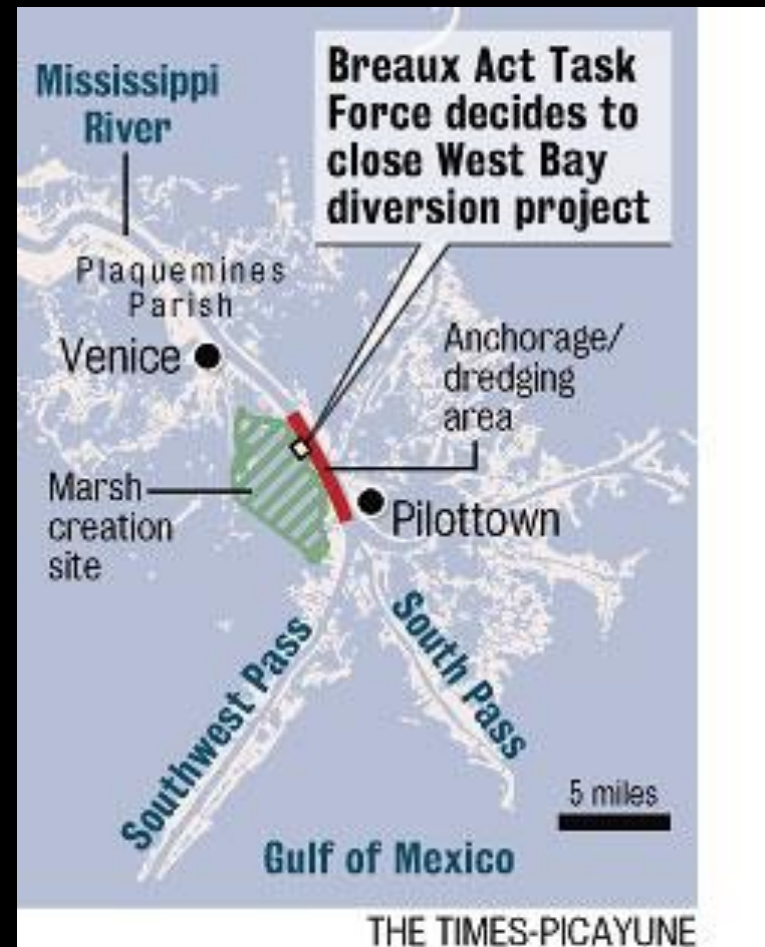 Mississippi
River
Breaux Act Task
Force decides to
close West Bay
diversion project
Plaquemines
Parish
Venice
Anchorage/
dredging
area
Marsh
creation
site
Pilottown
Southwest Pass
South Pass
5 miles
Gulf of Mexico
THE TIMES-PICAYUNE